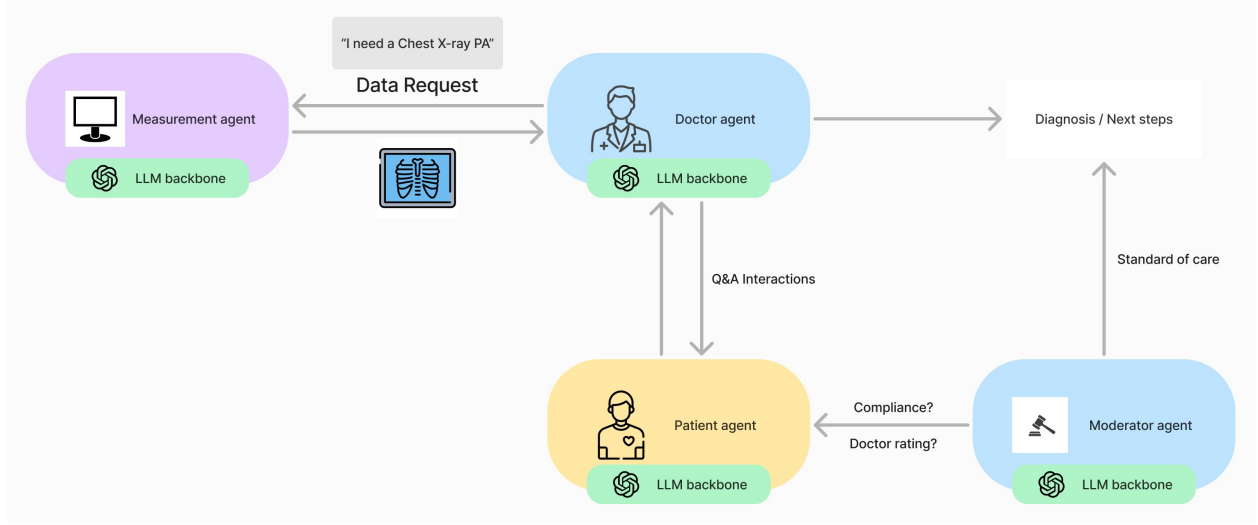 “I need a Chest X-ray PA”
Data Request
Measurement agent
LLM backbone
Doctor agent
LLM backbone
Diagnosis / Next steps
Q&A Interactions
Standard of care
Patient agent
LLM backbone
Compliance?
Doctor rating?
Moderator agent
LLM backbone